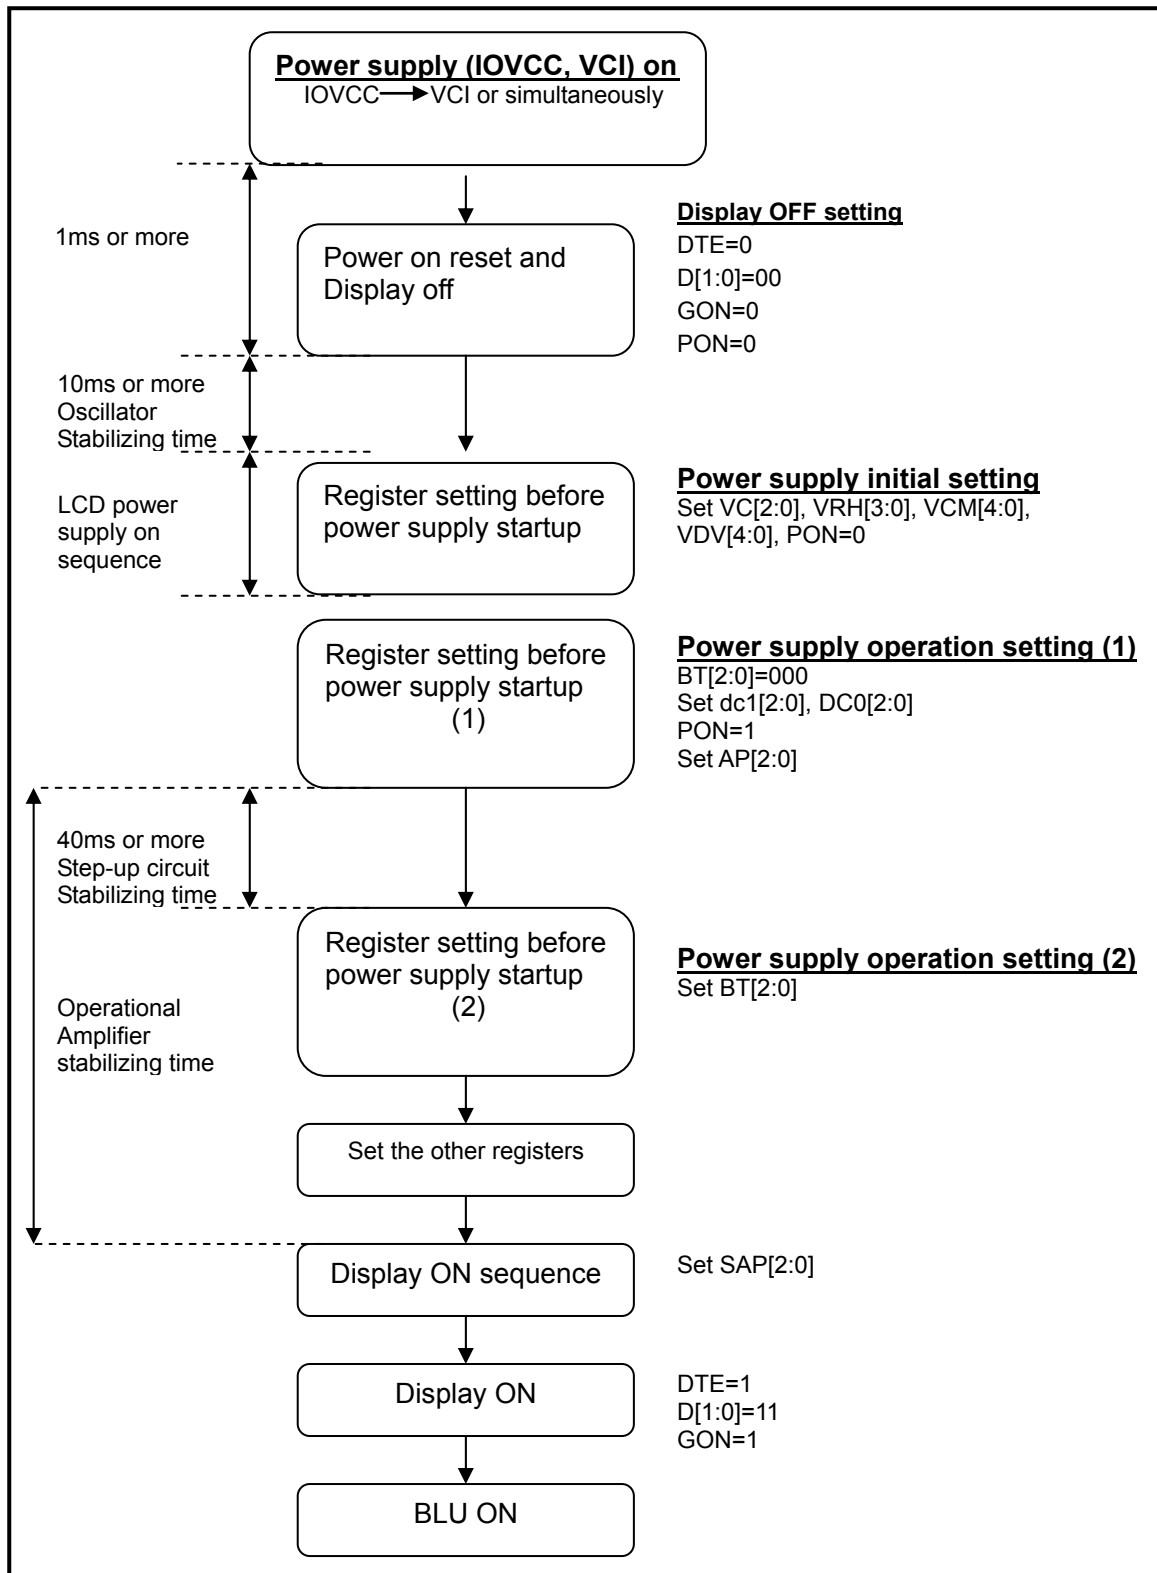 Power supply (IOVCC, VCI) on
IOVCC → VCI or simultaneously
1ms or more
Power on reset and
Display off
Display OFF setting
DTE=0
D[1:0]=00
GON=0
PON=0
10ms or more
Oscillator
Stabilizing time
LCD power
supply on
sequence
Register setting before
power supply startup
Power supply initial setting
Set VC[2:0], VRH[3:0], VCM[4:0],
VDV[4:0], PON=0
Register setting before
power supply startup
(1)
Power supply operation setting (1)
BT[2:0]=000
Set dc1[2:0], DC0[2:0]
PON=1
Set AP[2:0]
40ms or more
Step-up circuit
Stabilizing time
Register setting before
power supply startup
(2)
Power supply operation setting (2)
Set BT[2:0]
Operational
Amplifier
stabilizing time
Set the other registers
Display ON sequence
Set SAP[2:0]
Display ON
DTE=1
D[1:0]=11
GON=1
BLU ON